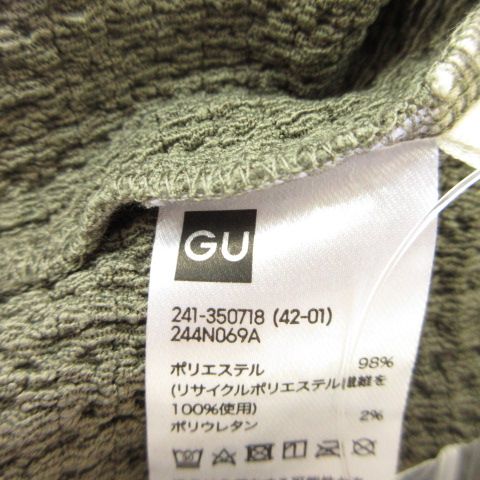 GU
241-350718 (42-01)
244N069A
ポリエステル 98%
(リサイクルポリエステル繊維を
100%使用)
ポリウレタン 2%